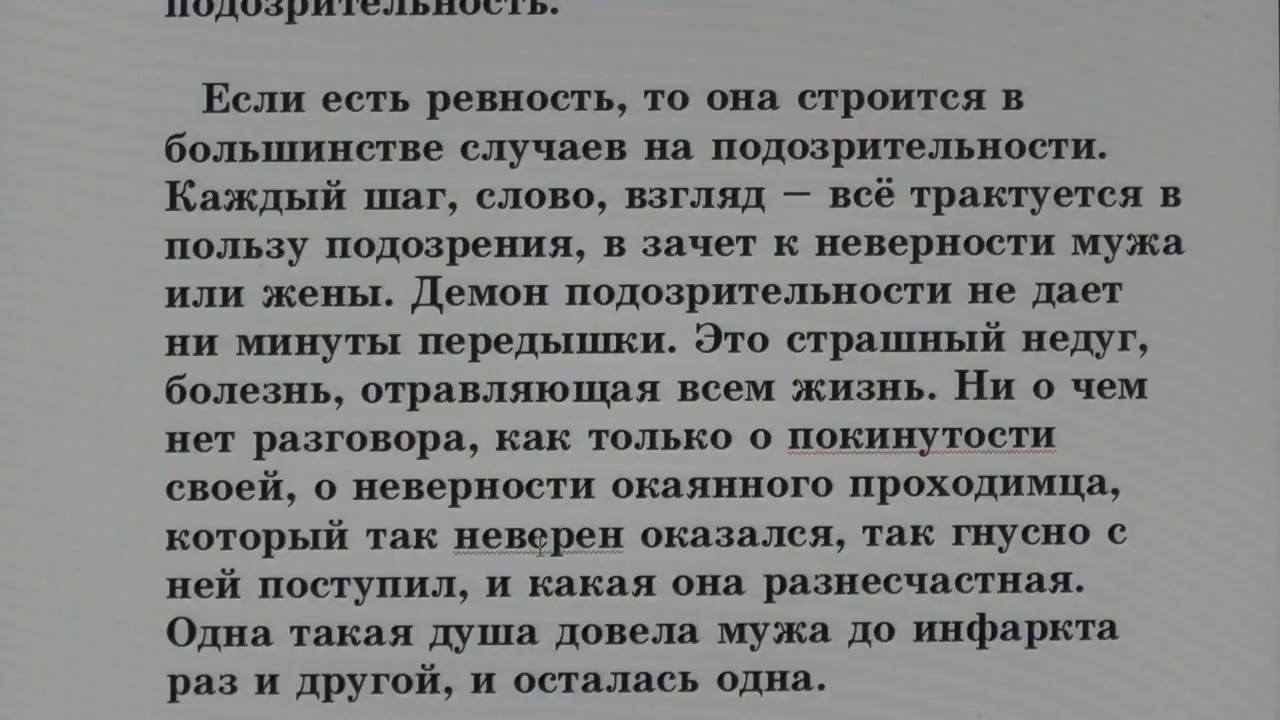 подозрительность.
Если есть ревность, то она строится в
большинстве случаев на подозрительности.
Каждый шаг, слово, взгляд – всё трактуется в
пользу подозрения, в зачет к неверности мужа
или жены. Демон подозрительности не дает
ни минуты передышки. Это страшный недуг,
болезнь, отравляющая всем жизнь. Ни о чем
нет разговора, как только о покинутости
своей, о неверности окаянного проходимца,
который так неверен оказался, так гнусно с
ней поступил, и какая она разнесчастная.
Одна такая душа довела мужа до инфаркта
раз и другой, и осталась одна.